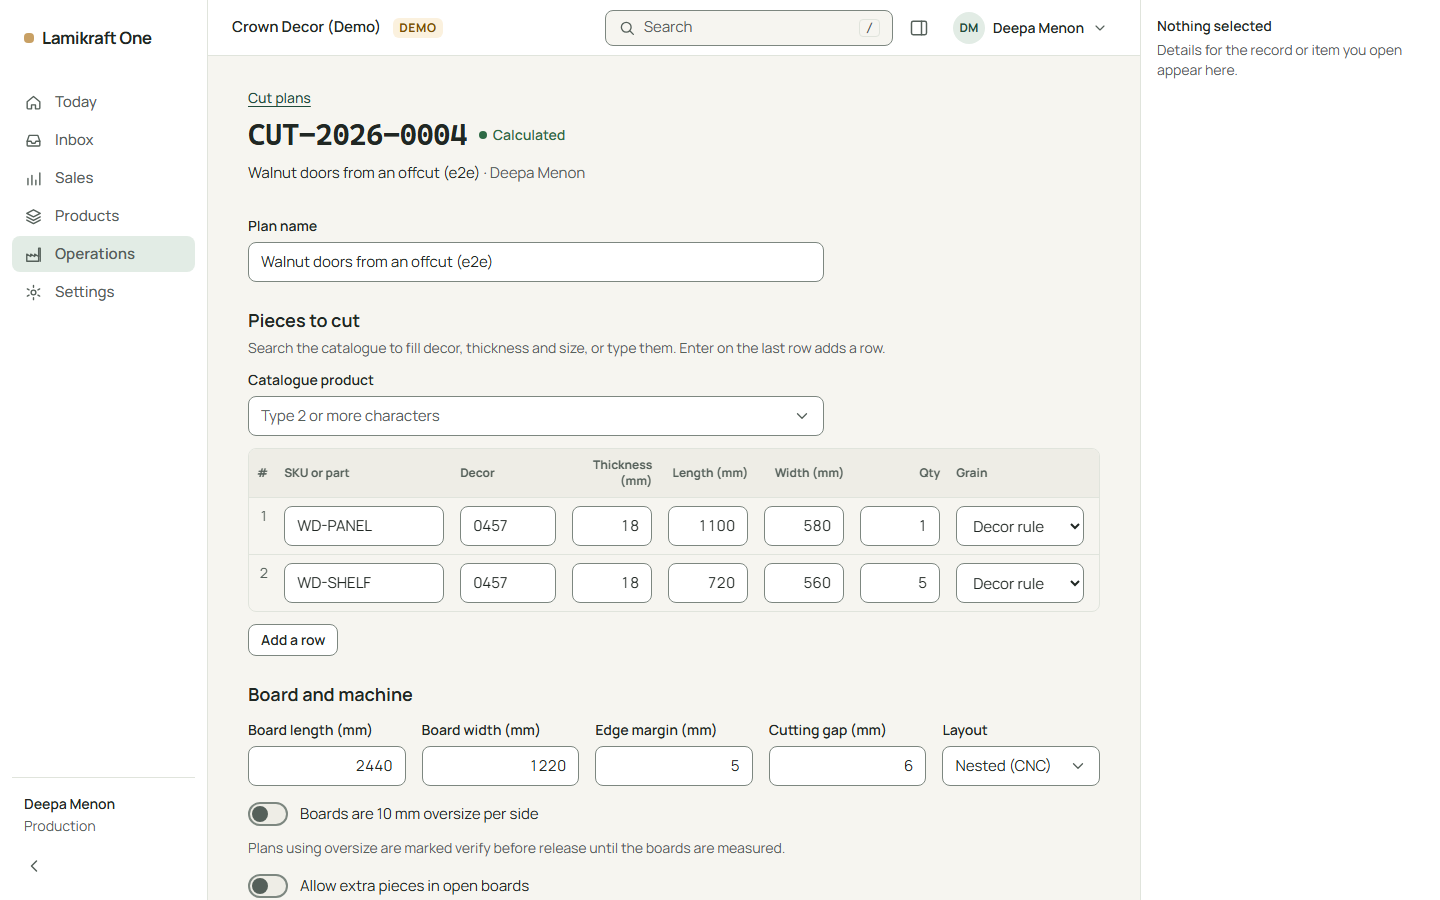 Lamikraft One
Today
Inbox
Sales
Products
Operations
Settings
Deepa Menon
Production
Crown Decor (Demo) DEMO
Search /
DM Deepa Menon
Cut plans
CUT-2026-0004 Calculated
Walnut doors from an offcut (e2e) · Deepa Menon
Plan name
Walnut doors from an offcut (e2e)
Pieces to cut
Search the catalogue to fill decor, thickness and size, or type them. Enter on the last row adds a row.
Catalogue product
Type 2 or more characters
# SKU or part Decor Thickness (mm) Length (mm) Width (mm) Qty Grain
1 WD-PANEL 0457 18 1100 580 1 Decor rule
2 WD-SHELF 0457 18 720 560 5 Decor rule
Add a row
Board and machine
Board length (mm) Board width (mm) Edge margin (mm) Cutting gap (mm) Layout
2440 1220 5 6 Nested (CNC)
Boards are 10 mm oversize per side
Plans using oversize are marked verify before release until the boards are measured.
Allow extra pieces in open boards
Nothing selected
Details for the record or item you open
appear here.